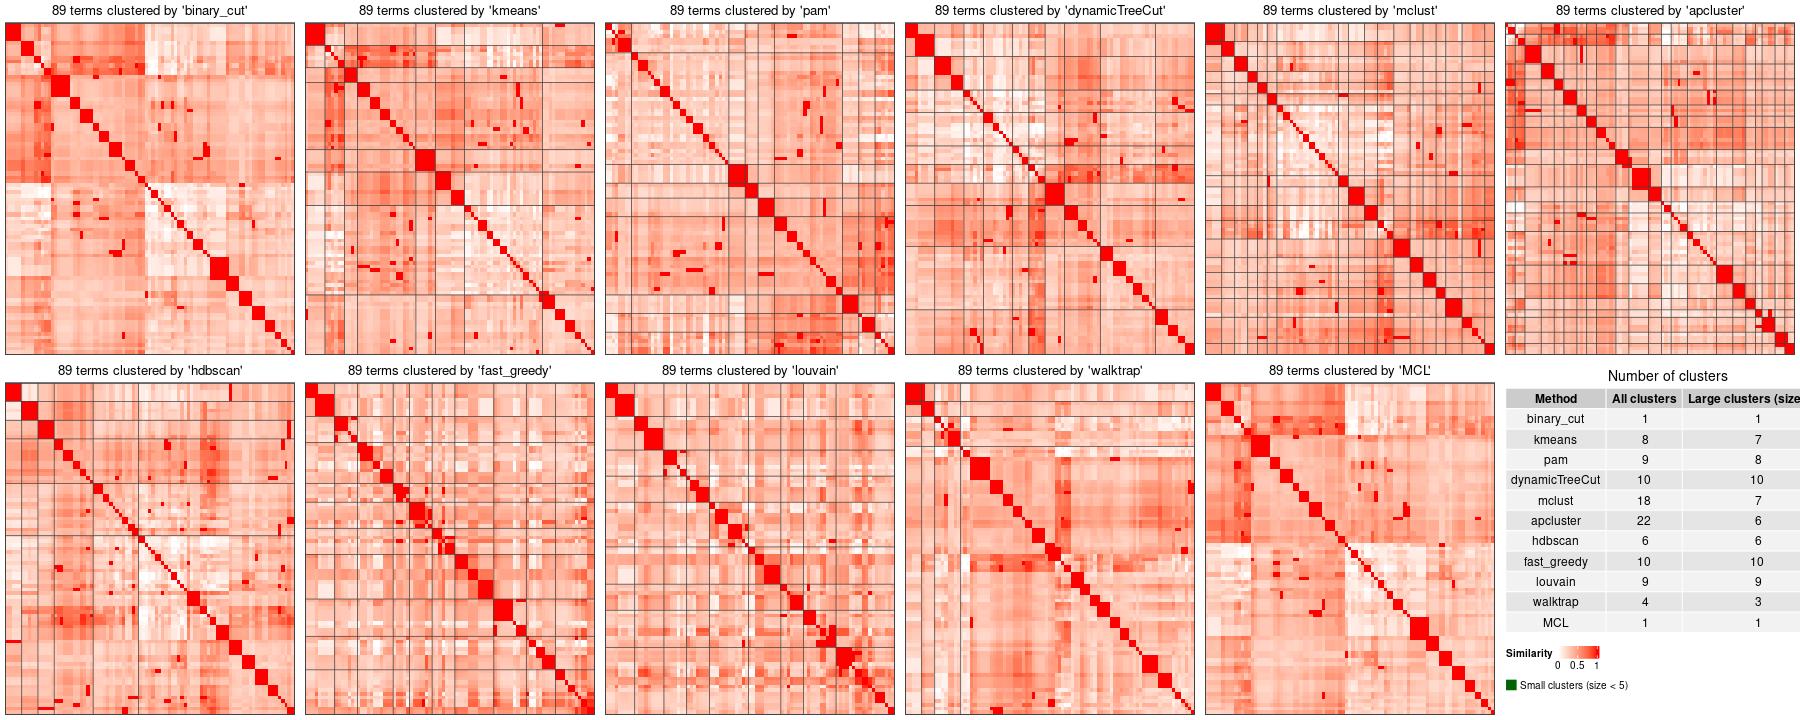 89 terms clustered by 'binary_cut'
89 terms clustered by 'kmeans'
89 terms clustered by 'pam'
89 terms clustered by 'dynamicTreeCut'
89 terms clustered by 'mclust'
89 terms clustered by 'apcluster'
89 terms clustered by 'hdbscan'
89 terms clustered by 'fast_greedy'
89 terms clustered by 'louvain'
89 terms clustered by 'walktrap'
89 terms clustered by 'MCL'
Number of clusters
Method All clusters Large clusters (size
binary_cut 1 1
kmeans 8 7
pam 9 8
dynamicTreeCut 10 10
mclust 18 7
apcluster 22 6
hdbscan 6 6
fast_greedy 10 10
louvain 9 9
walktrap 4 3
MCL 1 1
Similarity
0 0.5 1
Small clusters (size < 5)